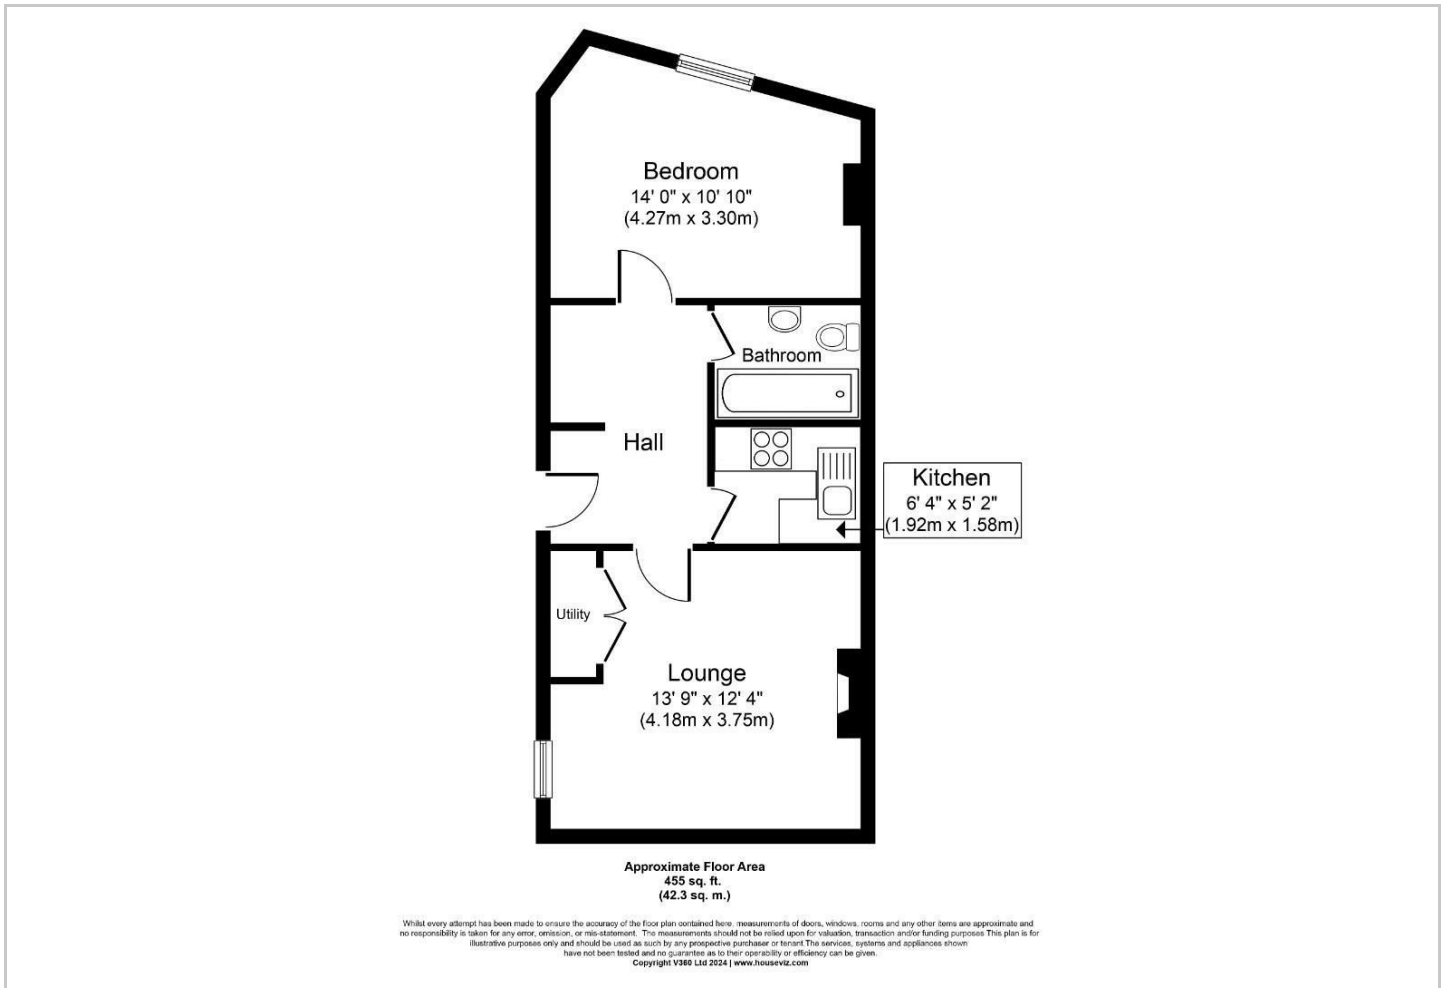 Bedroom
14' 0" x 10' 10"
(4.27m x 3.30m)
Bathroom
Hall
Kitchen
6' 4" x 5' 2"
(1.92m x 1.58m)
Utility
Lounge
13' 9" x 12' 4"
(4.18m x 3.75m)
Approximate Floor Area
455 sq. ft.
(42.3 sq. m.)
Whilst every attempt has been made to ensure the accuracy of the floor plan contained here, measurements of doors, windows, rooms and any other items are approximate and
no responsibility is taken for any error, omission, or mis-statement. The measurements should not be relied upon for valuation, transaction and/or funding purposes This plan is for
illustrative purposes only and should be used as such by any prospective purchaser or tenant The services, systems and appliances shown
have not been tested and no guarantee as to their operability or efficiency can be given.
Copyright V360 Ltd 2024 | www.houseviz.com